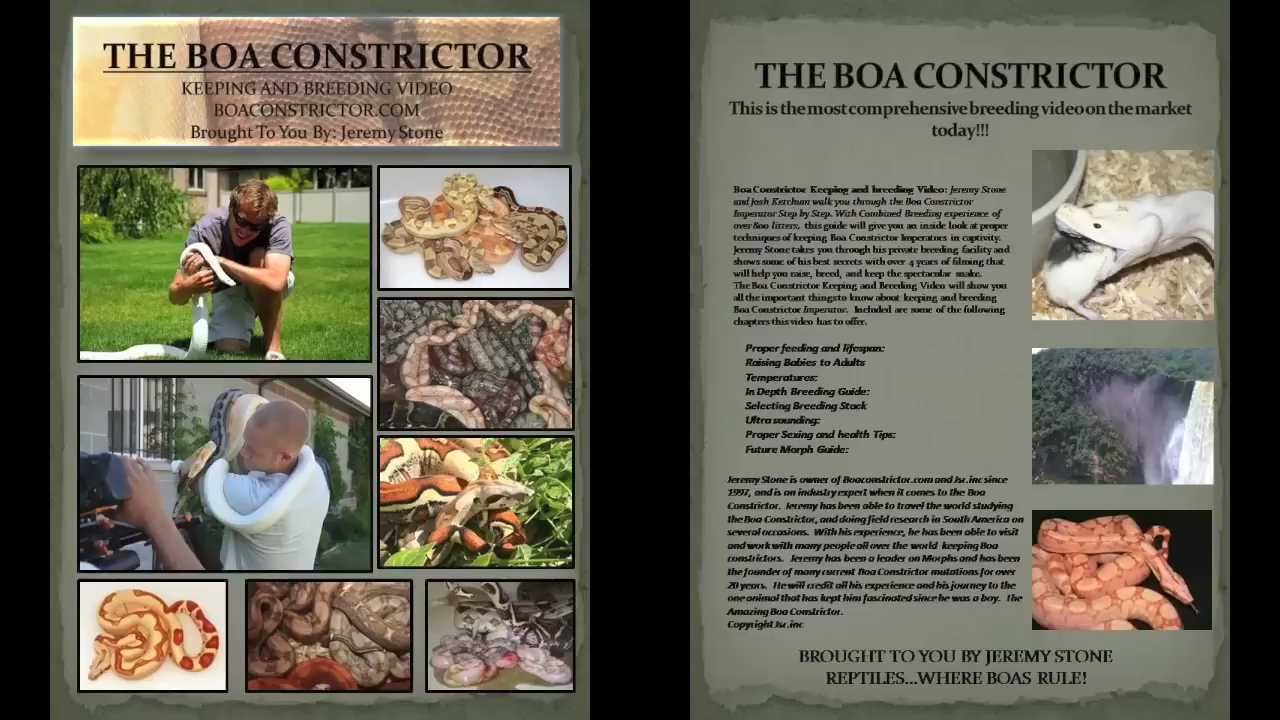 THE BOA CONSTRICTOR
KEEPING AND BREEDING VIDEO
BOACONSTRICTOR.COM
Brought To You By: Jeremy Stone
THE BOA CONSTRICTOR
This is the most comprehensive breeding video on the market
today!!!
Boa Constrictor Keeping and breeding Video: Jeremy Stone
and Josh Ketchum walk you through the Boa Constrictor
Imperator Step by Step. With Combined Breeding experience of
over 800 litters, this guide will give you an inside look at proper
techniques of keeping Boa Constrictor Imperators in captivity.
Jeremy Stone takes you through his private breeding facility and
shows some of his best secrets with over 4 years of filming that
will help you raise, breed, and keep the spectacular snake.
The Boa Constrictor Keeping and Breeding Video will show you
all the important things to know about keeping and breeding
Boa Constrictor Imperator. Included are some of the following
chapters this video has to offer.
Proper feeding and lifespan:
Raising Babies to Adults
Temperatures:
In Depth Breeding Guide:
Selecting Breeding Stock
Ultra sounding:
Proper Sexing and health Tips:
Future Morph Guide:
Jeremy Stone is owner of Boaconstrictor.com and Jsr.inc since
1997, and is an industry expert when it comes to the Boa
Constrictor. Jeremy has been able to travel the world studying
the Boa Constrictor, and doing field research in South America on
several occasions. With his experience, he has been able to visit
and work with many people all over the world keeping Boa
constrictors. Jeremy has been a leader on Morphs and has been
the founder of many current Boa Constrictor mutations for over
20 years. He will credit all his experience and his journey to the
one animal that has kept him fascinated since he was a boy. The
Amazing Boa Constrictor.
Copyright Jsr.inc
BROUGHT TO YOU BY JEREMY STONE
REPTILES...WHERE BOAS RULE!